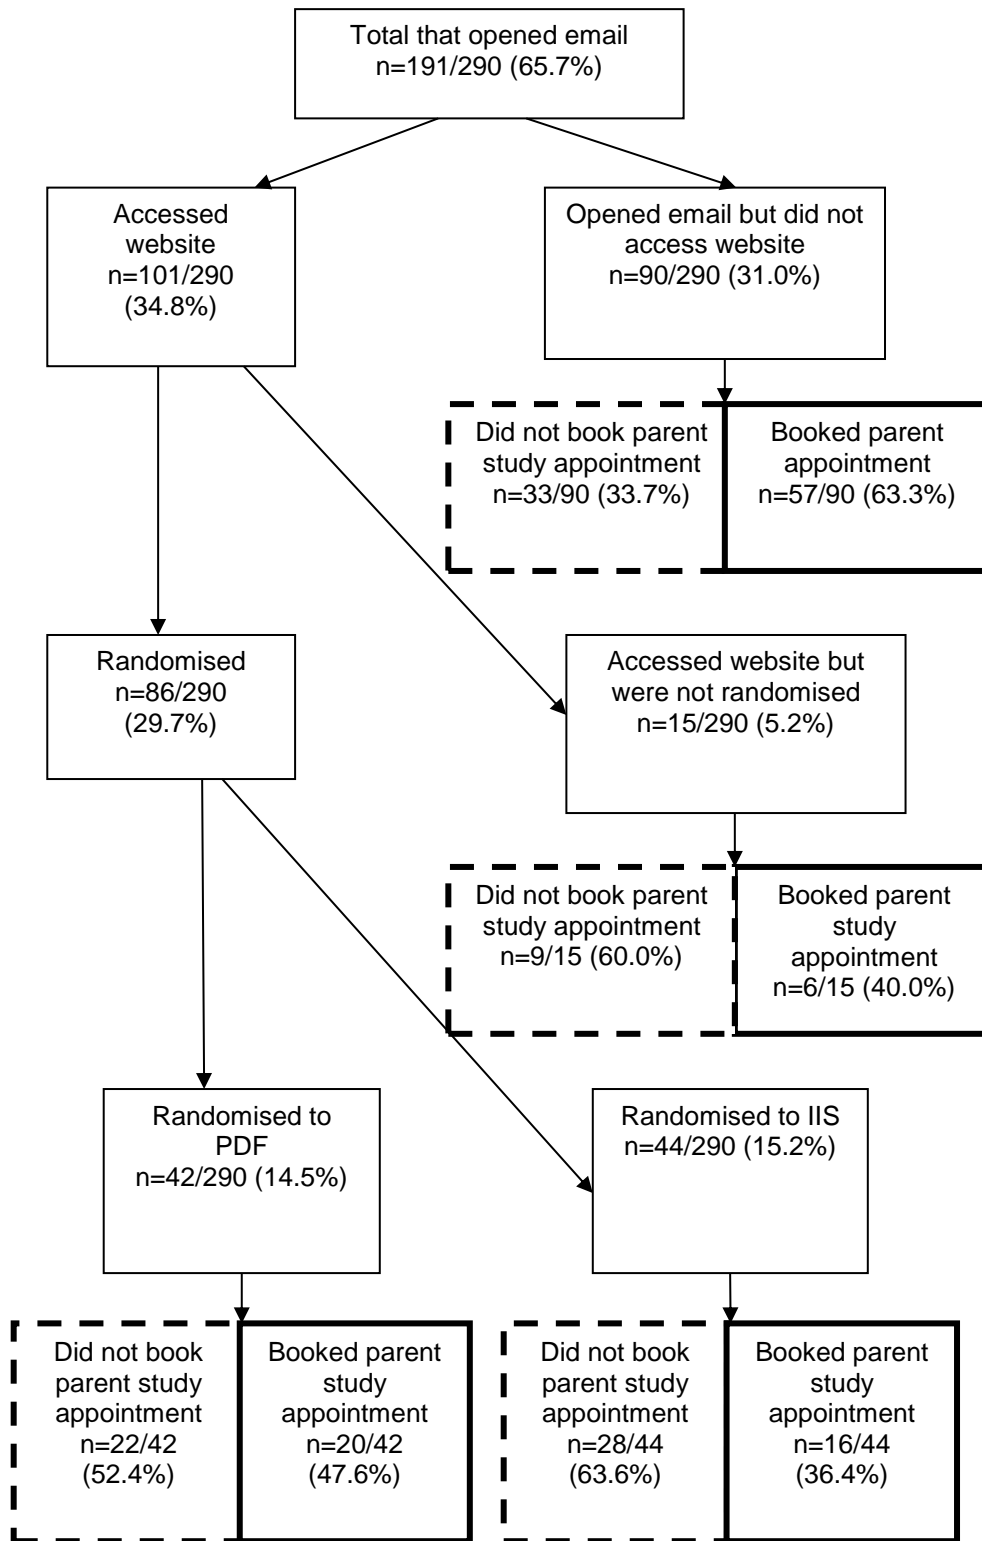 Total that opened email
n=191/290 (65.7%)
Accessed
website
n=101/290
(34.8%)
Opened email but did not
access website
n=90/290 (31.0%)
Did not book parent
study appointment
n=33/90 (33.7%)
Booked parent
appointment
n=57/90 (63.3%)
Randomised
n=86/290
(29.7%)
Accessed website but
were not randomised
n=15/290 (5.2%)
Did not book parent
study appointment
n=9/15 (60.0%)
Booked parent
study
appointment
n=6/15 (40.0%)
Randomised to
PDF
n=42/290 (14.5%)
Randomised to IIS
n=44/290 (15.2%)
Did not book
parent study
appointment
n=22/42
(52.4%)
Booked parent
study
appointment
n=20/42
(47.6%)
Did not book
parent study
appointment
n=28/44
(63.6%)
Booked parent
study
appointment
n=16/44
(36.4%)